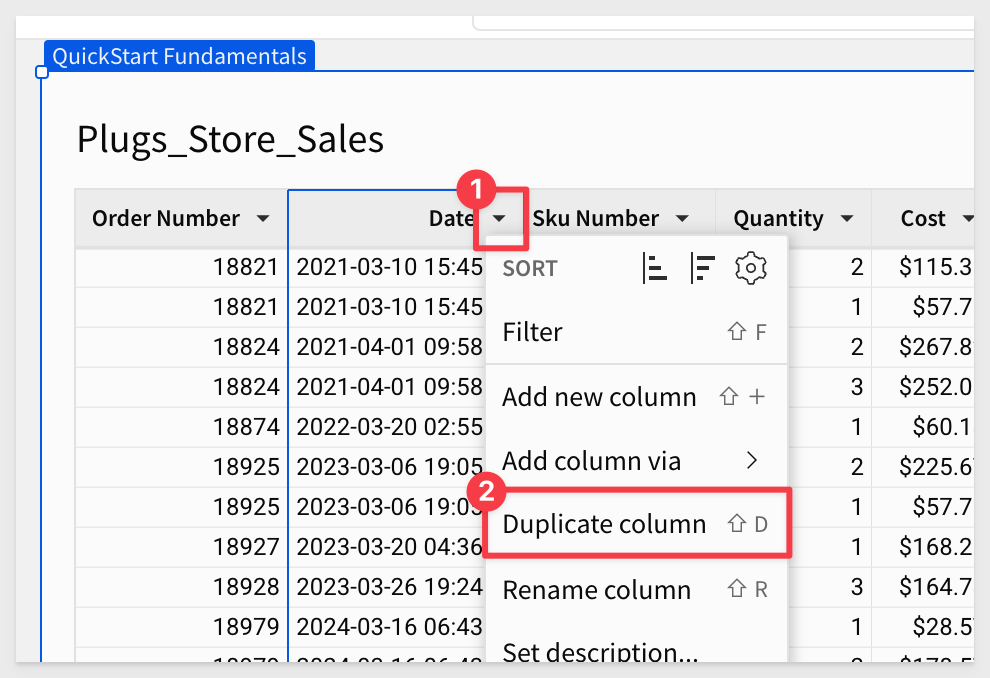 QuickStart Fundamentals
Plugs_Store_Sales
1
Order Number Date Sku Number Quantity Cost
18821 2021-03-10 15:45 SORT 2 $115.3
18821 2021-03-10 15:45 1 $57.7
Filter ⇧ F
18824 2021-04-01 09:58 2 $267.8
18824 2021-04-01 09:58 Add new column ⇧ + 3 $252.0
18874 2022-03-20 02:55 1 $60.1
18925 2023-03-06 19:05 Add column via 2 $225.6
2
18925 2023-03-06 19:05 1 $57.7
Duplicate column ⇧ D
18927 2023-03-20 04:36 1 $168.2
18928 2023-03-26 19:24 Rename column ⇧ R 3 $164.7
18979 2024-03-16 06:43 1 $28.5
Set description...